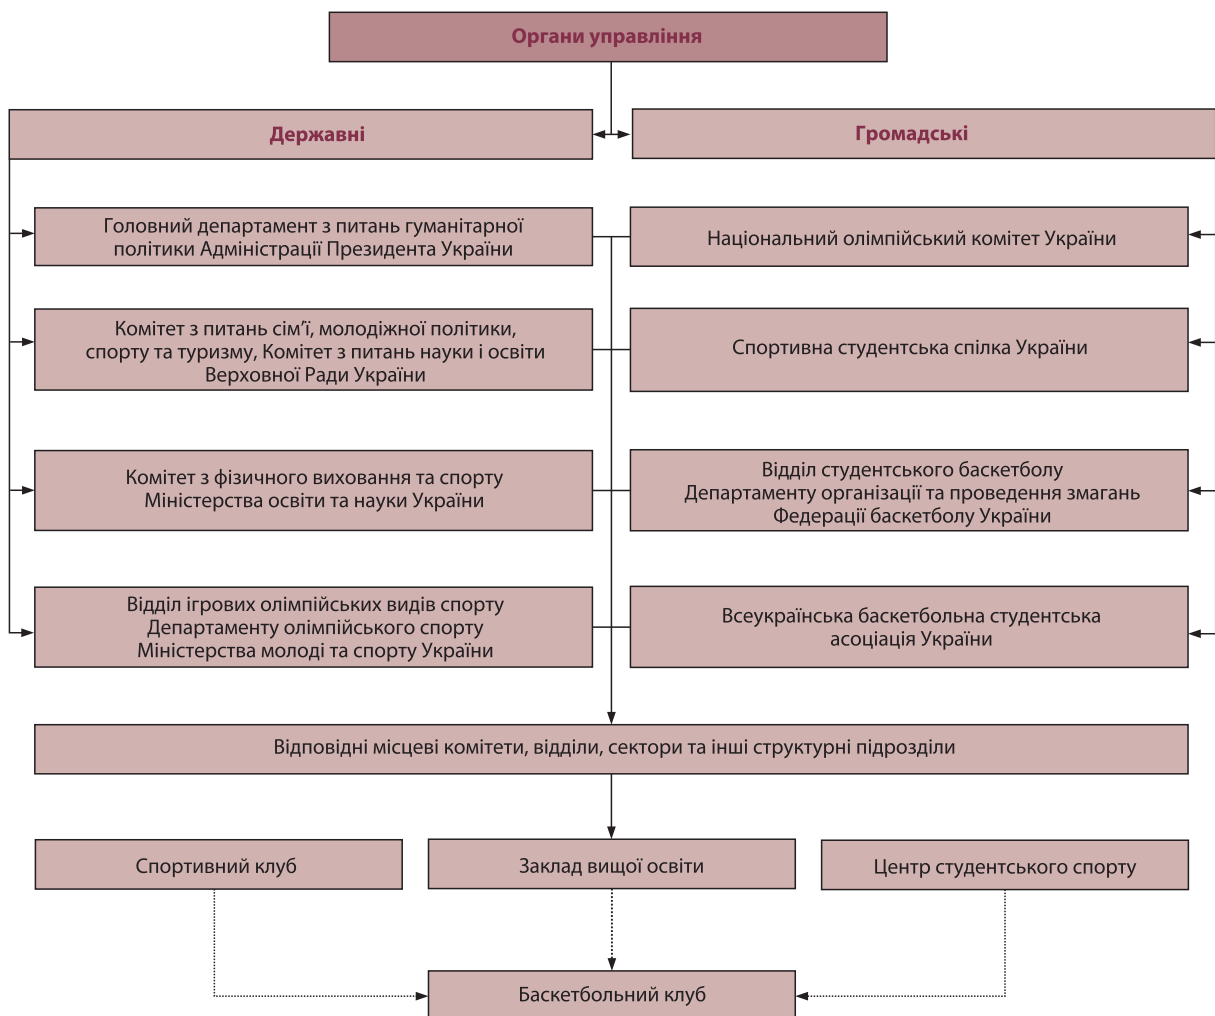 Органи управління
Державні
Громадські
Головний департамент з питань гуманітарної
політики Адміністрації Президента України
Національний олімпійський комітет України
Комітет з питань сім’ї, молодіжної політики,
спорту та туризму, Комітет з питань науки і освіти
Верховної Ради України
Спортивна студентська спілка України
Комітет з фізичного виховання та спорту
Міністерства освіти та науки України
Відділ студентського баскетболу
Департаменту організації та проведення змагань
Федерації баскетболу України
Відділ ігрових олімпійських видів спорту
Департаменту олімпійського спорту
Міністерства молоді та спорту України
Всеукраїнська баскетбольна студентська
асоціація України
Відповідні місцеві комітети, відділи, сектори та інші структурні підрозділи
Спортивний клуб
Заклад вищої освіти
Центр студентського спорту
Баскетбольний клуб